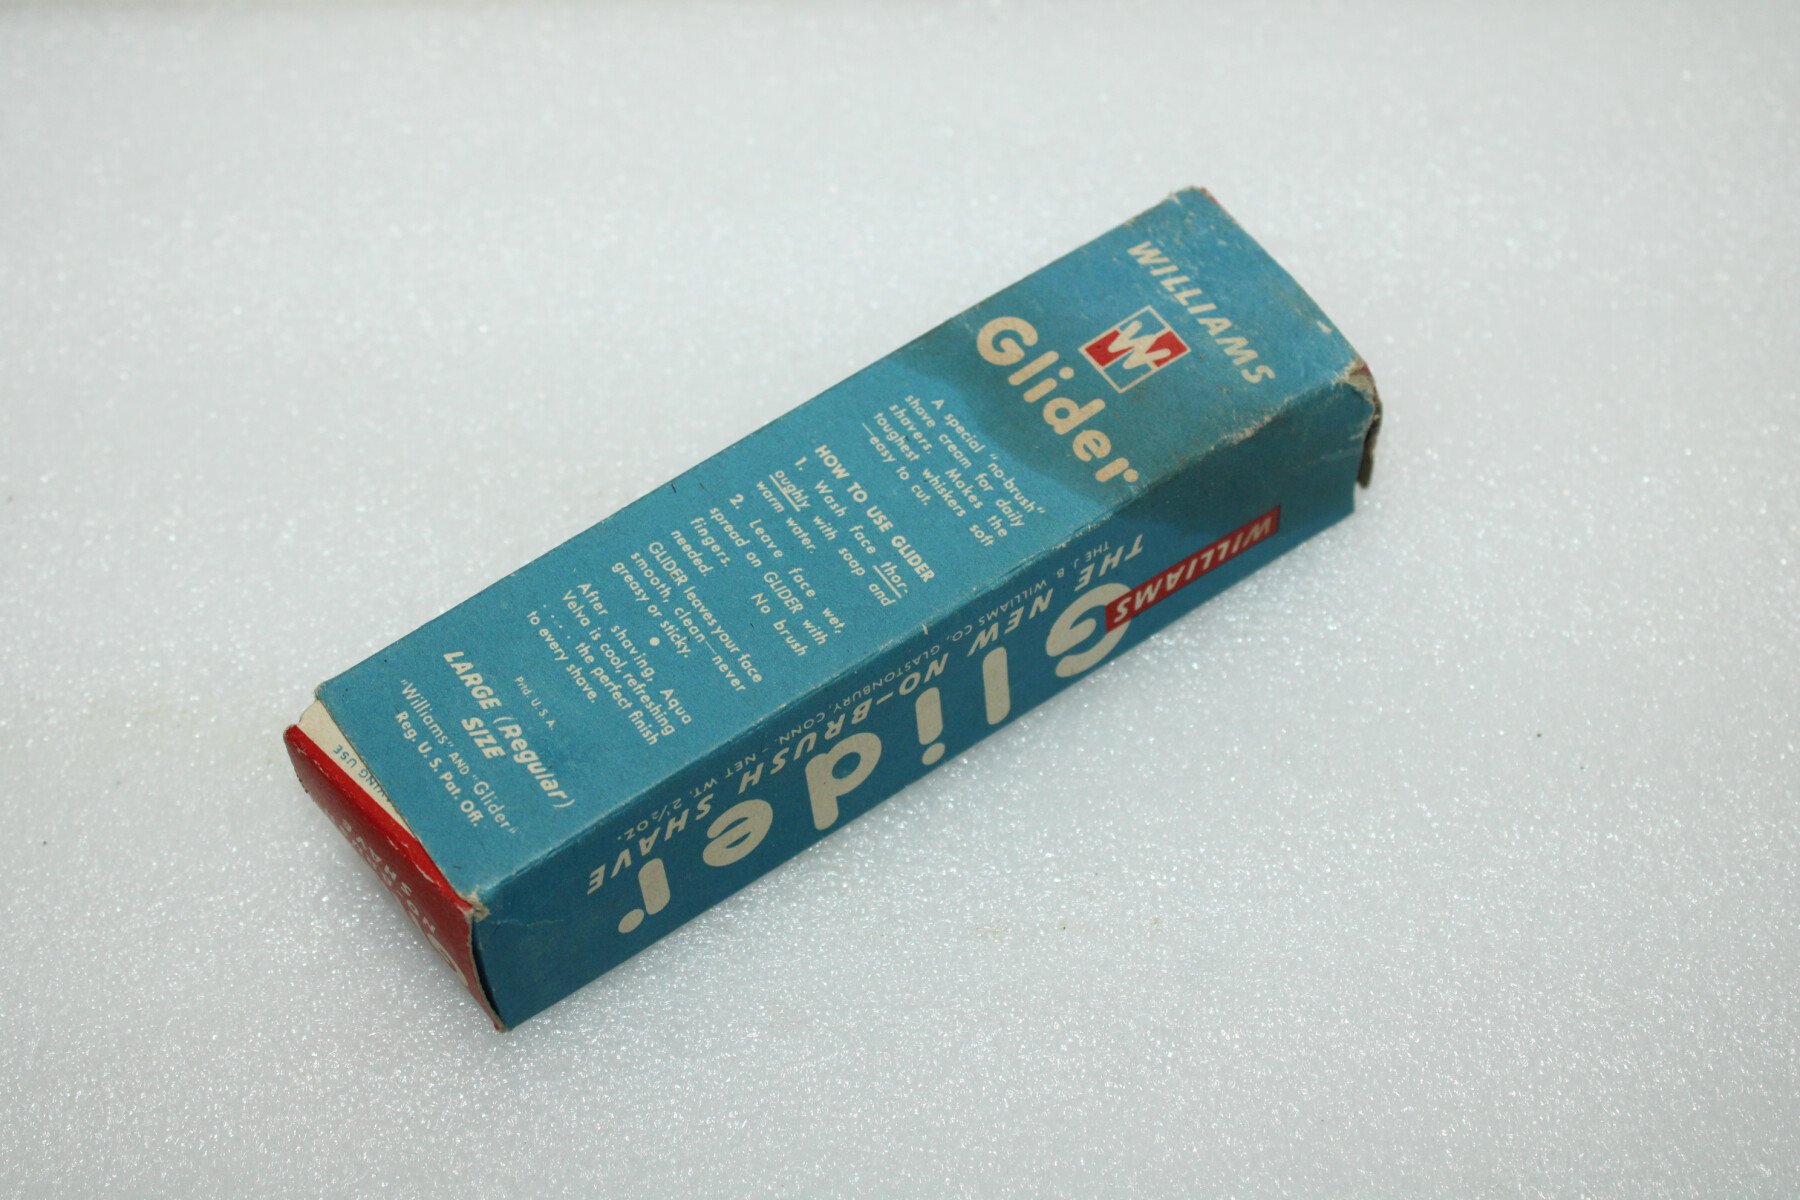 WILLIAMS
W
Glider
A special "no-brush"
shave cream for daily
shavers. Makes the
toughest whiskers soft
—easy to cut.
HOW TO USE GLIDER
1. Wash face thor-
oughly with soap and
warm water.
2. Leave face wet,
spread on GLIDER with
fingers. No brush
needed.
GLIDER leaves your face
smooth, clean—never
greasy or sticky.
After shaving, Aqua
Velva is cool, refreshing
. . . . the perfect finish
to every shave.
Prtd U.S.A.
LARGE (Regular)
SIZE
"Williams" AND "Glider"
Reg. U. S. Pat. Off.
WILLIAMS
Glider
THE J. B. WILLIAMS CO., GLASTONBURY, CONN. - NET WT. 2½ OZ.
THE NEW NO-BRUSH SHAVE
USE